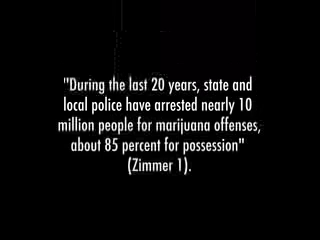 "During the last 20 years, state and
local police have arrested nearly 10
million people for marijuana offenses,
about 85 percent for possession"
(Zimmer 1).